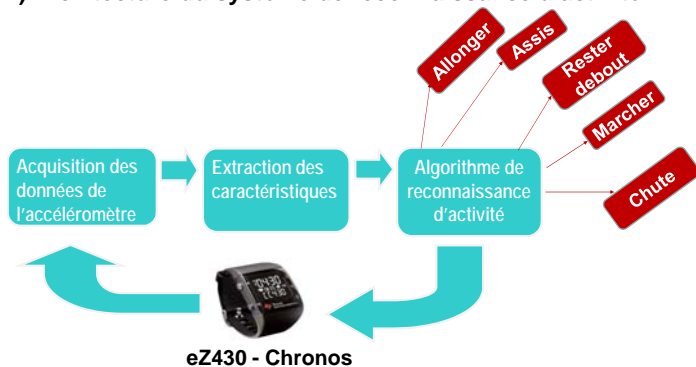 Allonger
Assis
Rester
debout
Marcher
Chute
Acquisition des
données de
l'accéléromètre
Extraction des
caractéristiques
Algorithme de
reconnaissance
d'activité
eZ430 - Chronos